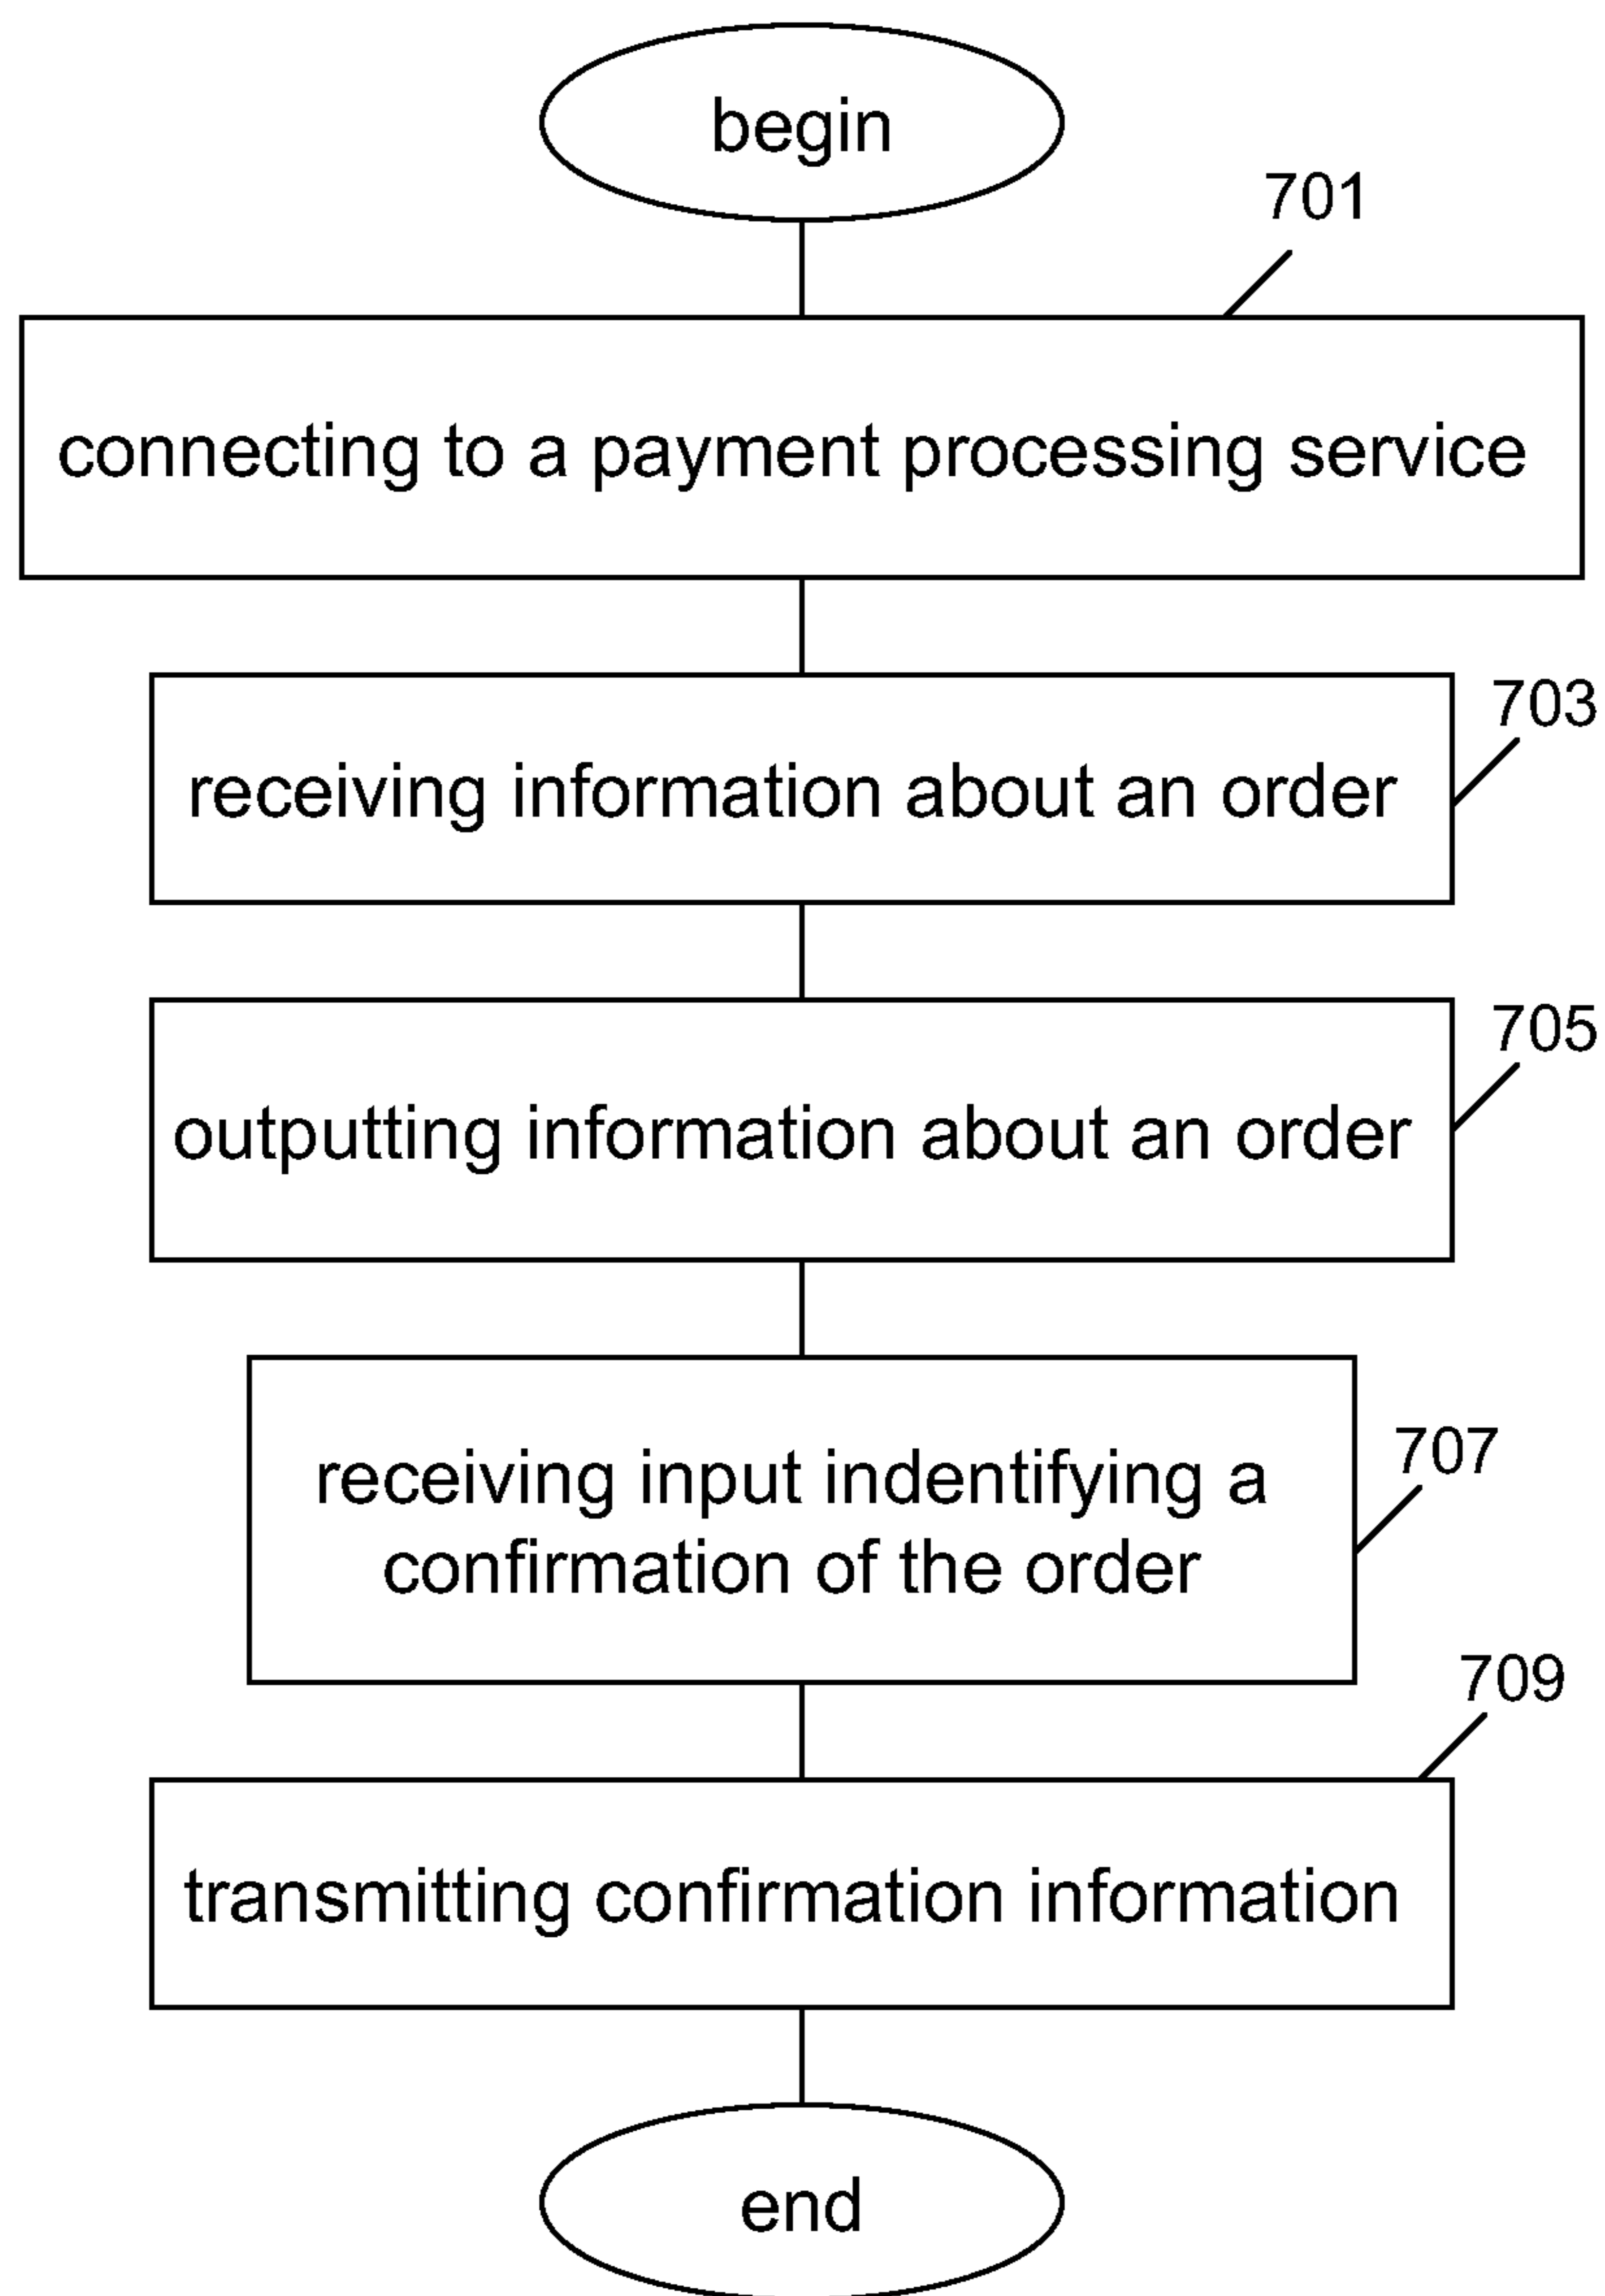 begin
701
connecting to a payment processing service
703
receiving information about an order
705
outputting information about an order
707
receiving input indentifying a
confirmation of the order
709
transmitting confirmation information
end